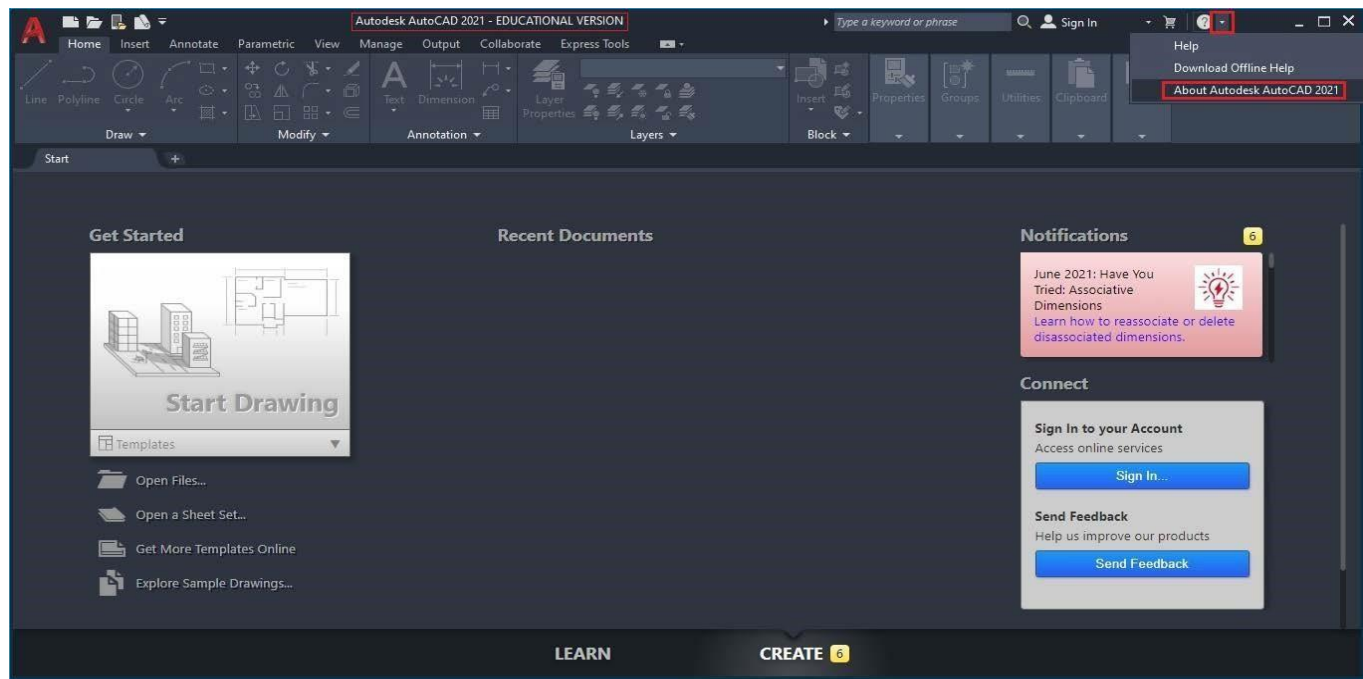 Autodesk AutoCAD 2021 - EDUCATIONAL VERSION
Type a keyword or phrase
Sign In
Home Insert Annotate Parametric View Manage Output Collaborate Express Tools
Help
Download Offline Help
About Autodesk AutoCAD 2021
Line Polyline Circle Arc
Text Dimension
Layer
Properties
Insert
Properties Groups Utilities Clipboard
Draw Modify Annotation Layers Block
Start
Get Started
Start Drawing
Templates
Open Files...
Open a Sheet Set...
Get More Templates Online
Explore Sample Drawings...
Recent Documents
Notifications 6
June 2021: Have You
Tried: Associative
Dimensions
Learn how to reassociate or delete
disassociated dimensions.
Connect
Sign In to your Account
Access online services
Sign In...
Send Feedback
Help us improve our products
Send Feedback
LEARN CREATE 6